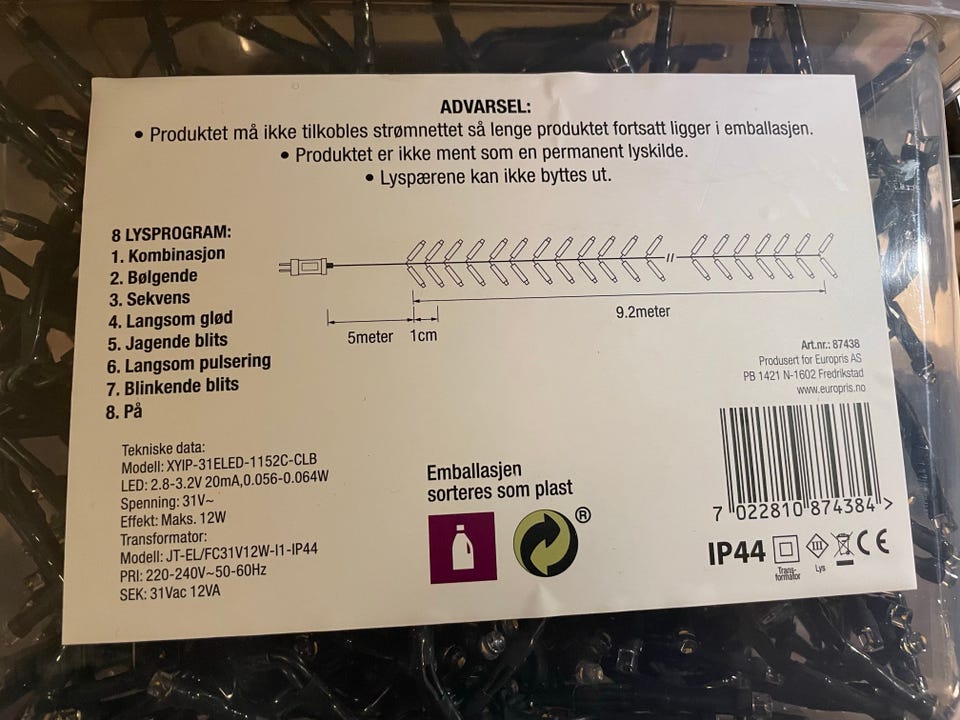 ADVARSEL:
• Produktet må ikke tilkobles strømnettet så lenge produktet fortsatt ligger i emballasjen.
• Produktet er ikke ment som en permanent lyskilde.
• Lyspærene kan ikke byttes ut.
8 LYSPROGRAM:
1. Kombinasjon
2. Bølgende
3. Sekvens
4. Langsom glød
5. Jagende blits
6. Langsom pulsering
7. Blinkende blits
8. På
5meter
1cm
9.2meter
Art.nr.: 87438
Produsert for Europris AS
PB 1421 N-1602 Fredrikstad
www.europris.no
Tekniske data:
Modell: XYIP-31ELED-1152C-CLB
LED: 2.8-3.2V 20mA,0.056-0.064W
Spenning: 31V~
Effekt: Maks. 12W
Transformator:
Modell: JT-EL/FC31V12W-I1-IP44
PRI: 220-240V~50-60Hz
SEK: 31Vac 12VA
Emballasjen
sorteres som plast
®
7 022810 874384 >
IP44
III
CE
Trans-
formator
Lys